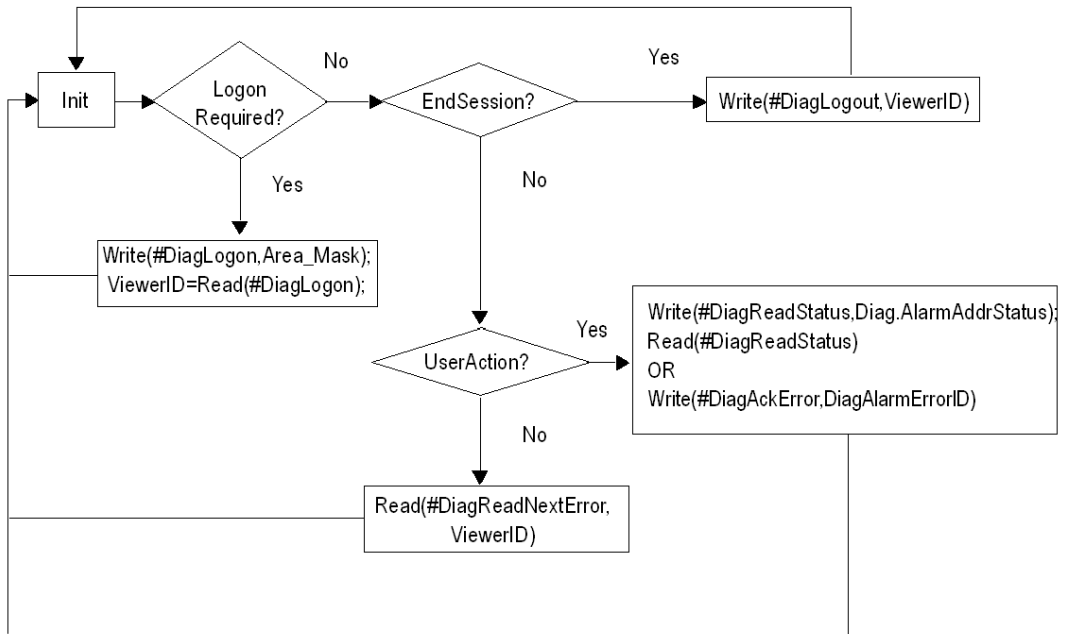 Init
Logon
Required?
No
EndSession?
Yes
Write(#DiagLogout,ViewerID)
Yes
No
Write(#DiagLogon,Area_Mask);
ViewerID=Read(#DiagLogon);
UserAction?
Yes
Write(#DiagReadStatus,Diag.AlarmAddrStatus);
Read(#DiagReadStatus)
OR
Write(#DiagAckError,DiagAlarmErrorID)
No
Read(#DiagReadNextError,
ViewerID)